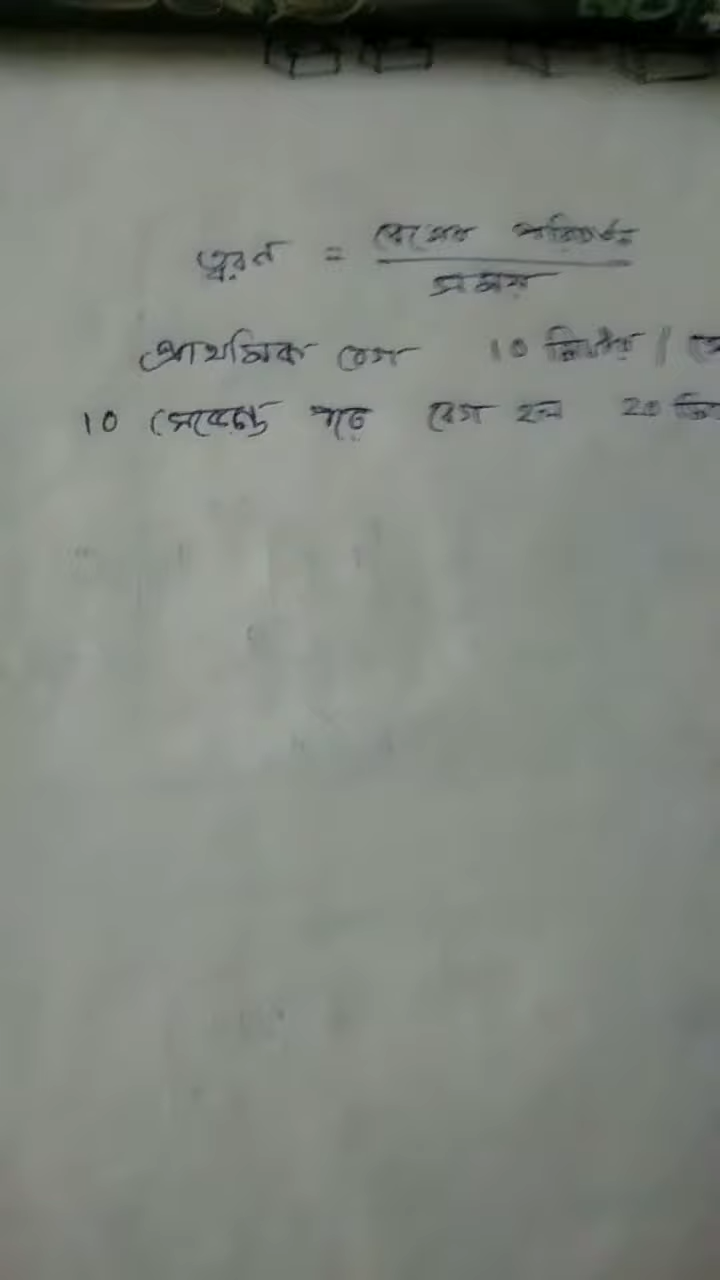 ত্বরণ = বেগের পরিবর্তন / সময়
প্রাথমিক বেগ 10 মিটার /
10 সেকেন্ড পরে বেগ হল 20 মি